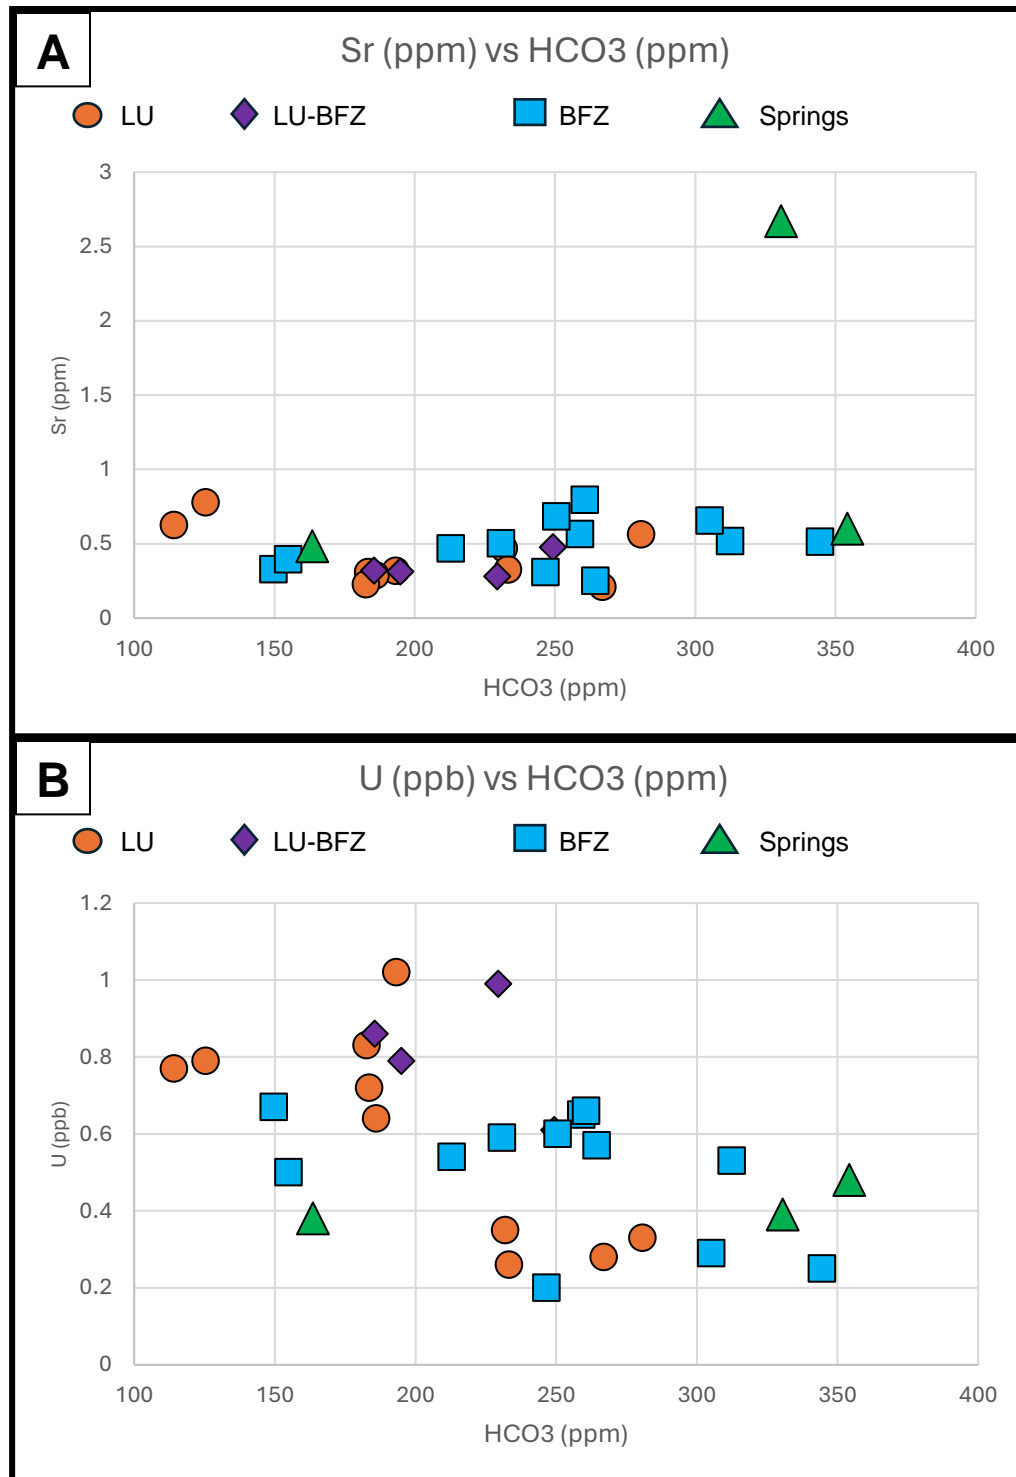 A
Sr (ppm) vs HCO3 (ppm)
LU LU-BFZ BFZ Springs
3
2.5
2
1.5
1
0.5
0
Sr (ppm)
100 150 200 250 300 350 400
HCO3 (ppm)
B
U (ppb) vs HCO3 (ppm)
LU LU-BFZ BFZ Springs
1.2
1
0.8
0.6
0.4
0.2
0
U (ppb)
100 150 200 250 300 350 400
HCO3 (ppm)